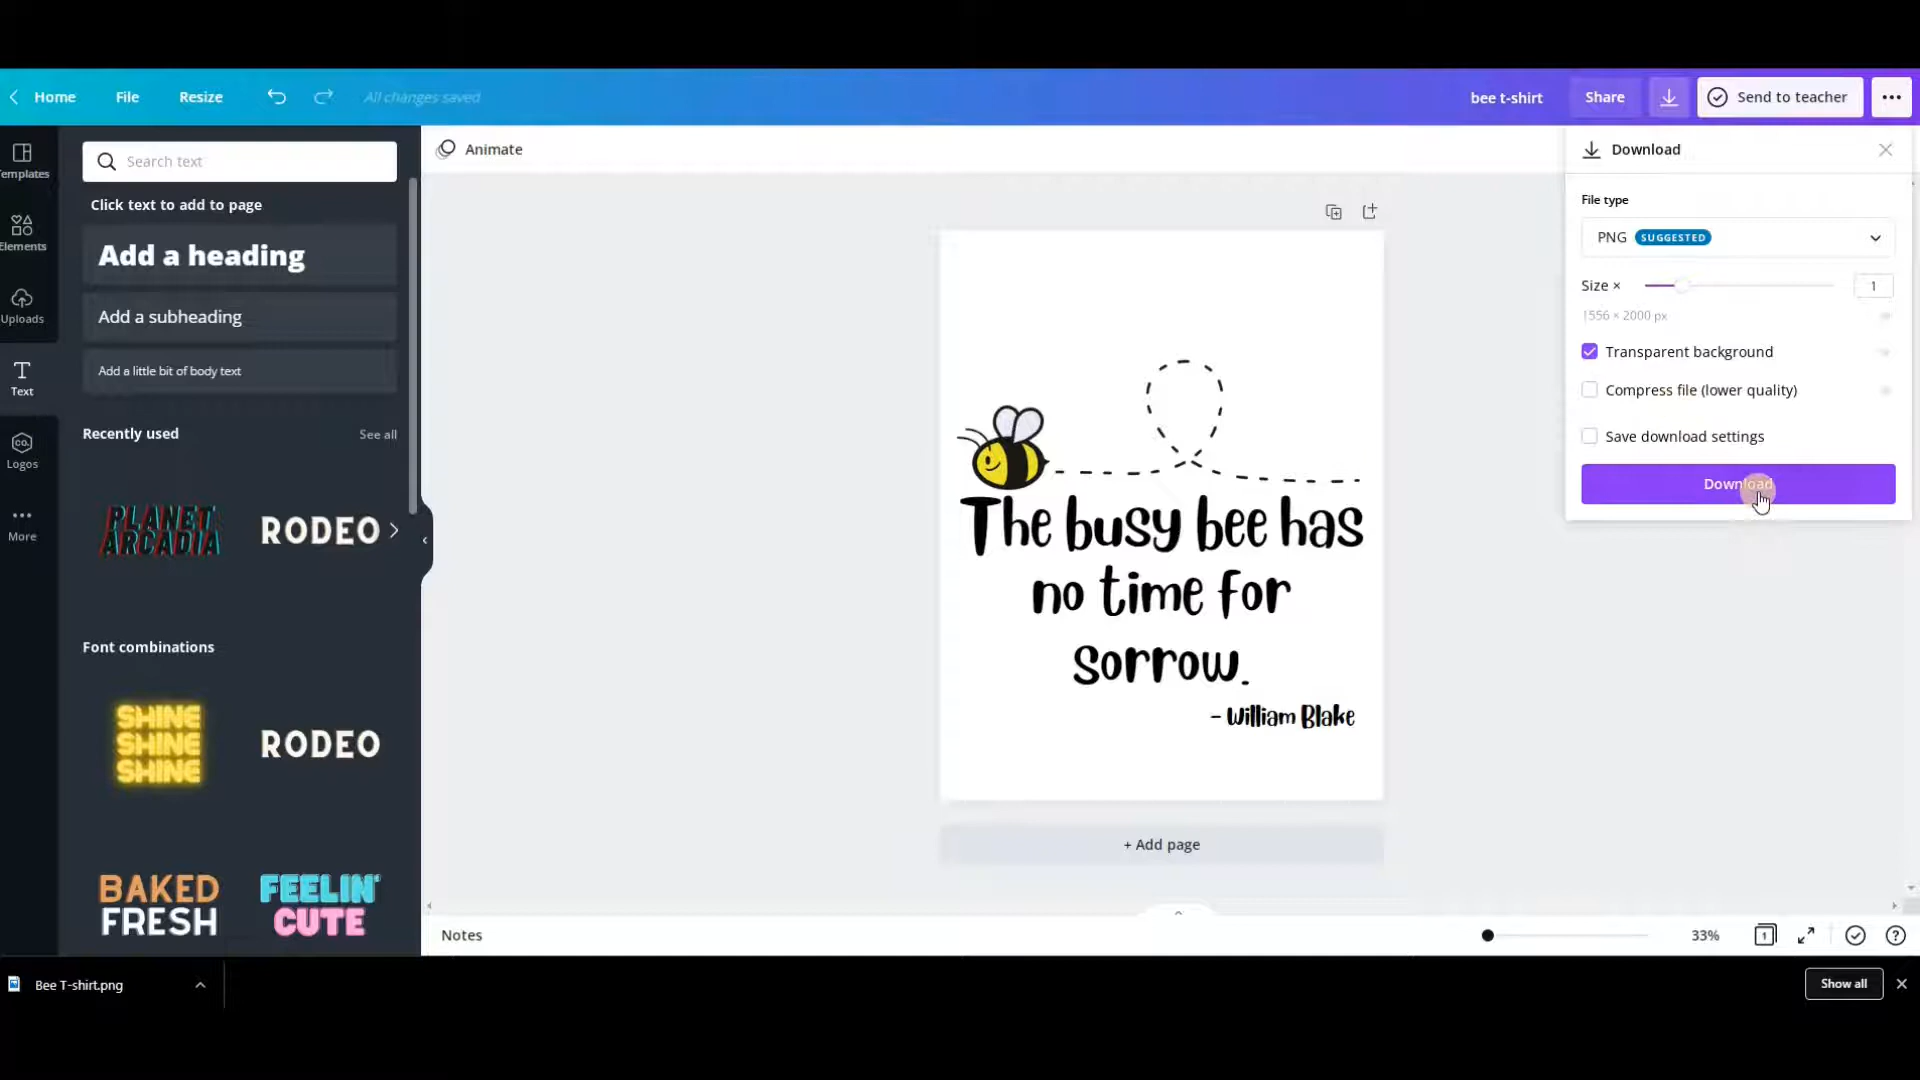 Home File Resize All changes saved bee t-shirt Share Send to teacher
Templates
Elements
Uploads
Text
Logos
More
Search text
Click text to add to page
Add a heading
Add a subheading
Add a little bit of body text
Recently used See all
PLANET
ARCADIA
RODEO
Font combinations
SHINE
SHINE
SHINE
RODEO
BAKED
FRESH
FEELIN'
CUTE
CO.
Animate
The busy bee has
no time for
sorrow.
- William Blake
+ Add page
Download
File type
PNG SUGGESTED
Size × 1
1556 × 2000 px
Transparent background
Compress file (lower quality)
Save download settings
Download
Notes 33% 1
Bee T-shirt.png Show all